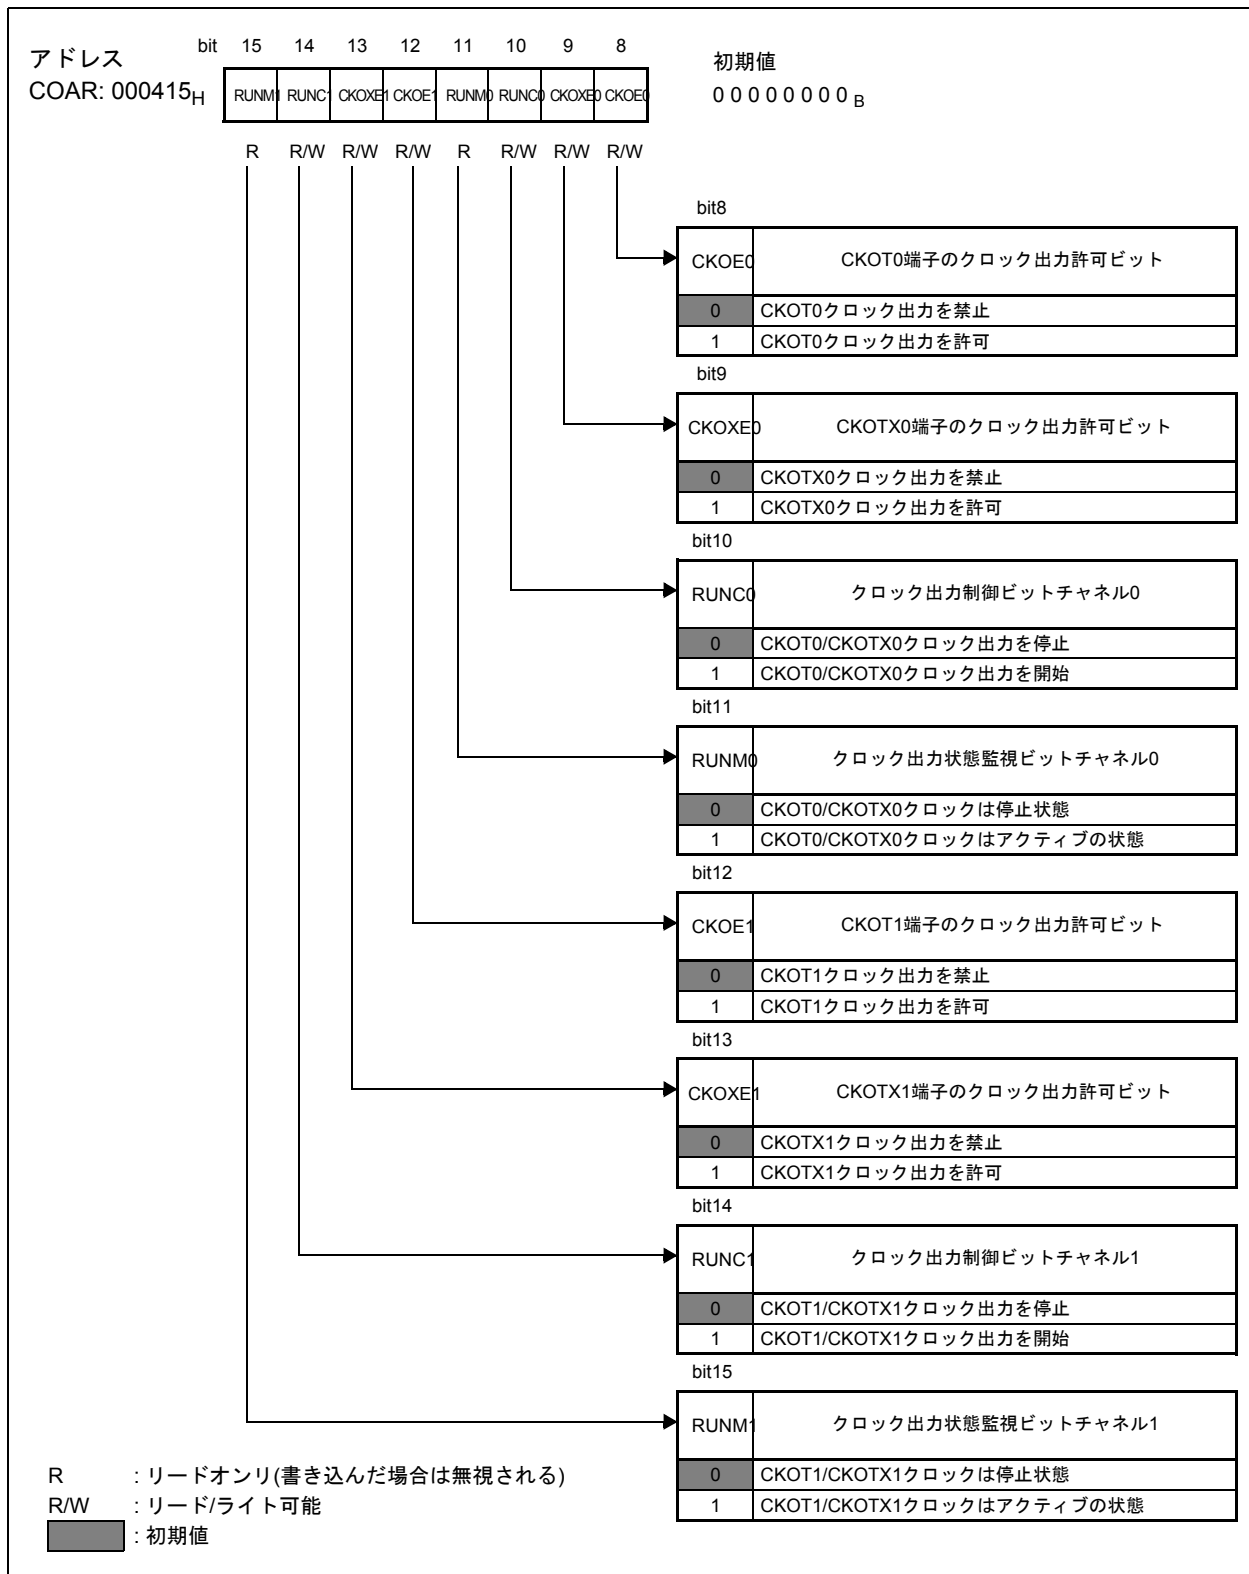 アドレス
COAR: 000415H
bit 15 14 13 12 11 10 9 8
RUNM1 RUNC1 CKOXE1 CKOE1 RUNM0 RUNC0 CKOXE0 CKOE0
R R/W R/W R/W R R/W R/W R/W
初期値
0 0 0 0 0 0 0 0 B
bit8
CKOE0 CKOT0端子のクロック出力許可ビット
0 CKOT0クロック出力を禁止
1 CKOT0クロック出力を許可
bit9
CKOXE0 CKOTX0端子のクロック出力許可ビット
0 CKOTX0クロック出力を禁止
1 CKOTX0クロック出力を許可
bit10
RUNC0 クロック出力制御ビットチャネル0
0 CKOT0/CKOTX0クロック出力を停止
1 CKOT0/CKOTX0クロック出力を開始
bit11
RUNM0 クロック出力状態監視ビットチャネル0
0 CKOT0/CKOTX0クロックは停止状態
1 CKOT0/CKOTX0クロックはアクティブの状態
bit12
CKOE1 CKOT1端子のクロック出力許可ビット
0 CKOT1クロック出力を禁止
1 CKOT1クロック出力を許可
bit13
CKOXE1 CKOTX1端子のクロック出力許可ビット
0 CKOTX1クロック出力を禁止
1 CKOTX1クロック出力を許可
bit14
RUNC1 クロック出力制御ビットチャネル1
0 CKOT1/CKOTX1クロック出力を停止
1 CKOT1/CKOTX1クロック出力を開始
bit15
RUNM1 クロック出力状態監視ビットチャネル1
0 CKOT1/CKOTX1クロックは停止状態
1 CKOT1/CKOTX1クロックはアクティブの状態
R : リードオンリ(書き込んだ場合は無視される)
R/W : リード/ライト可能
: 初期値